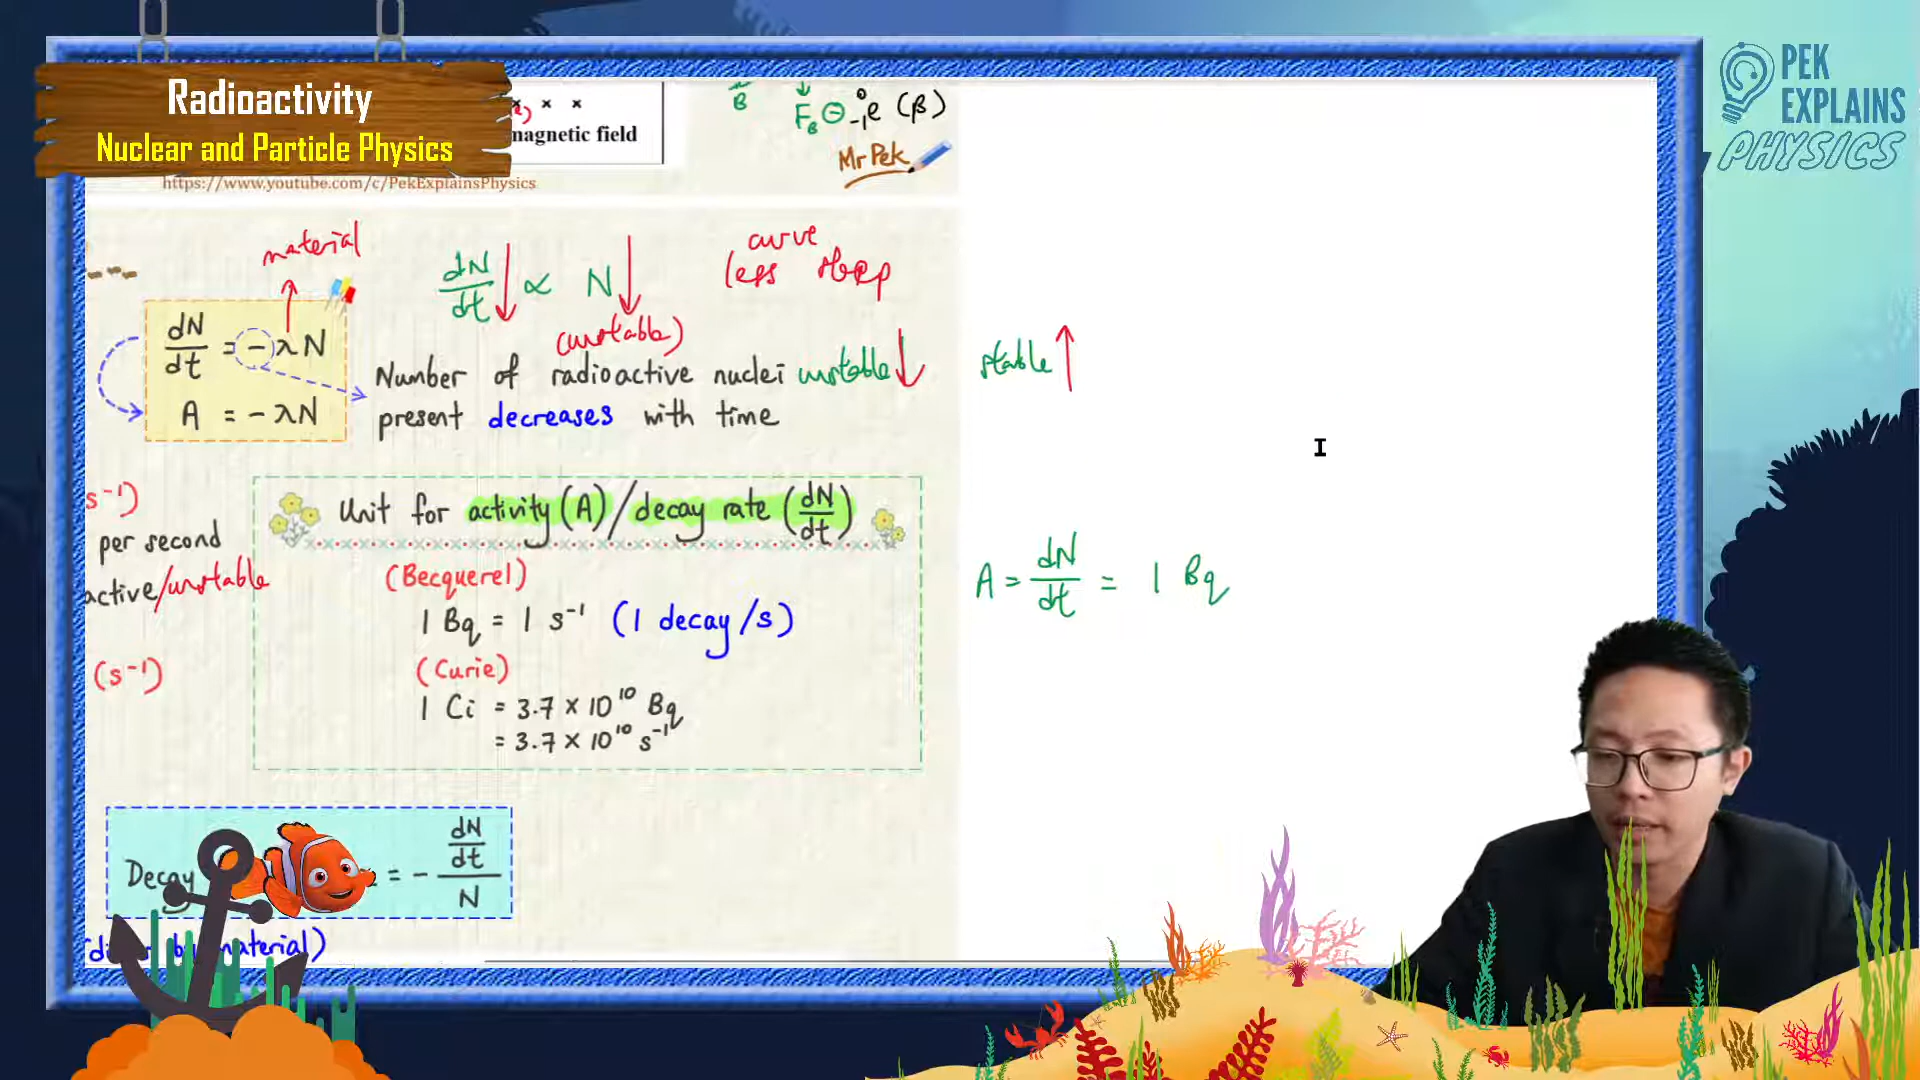 Radioactivity
Nuclear and Particle Physics
PEK
EXPLAINS
PHYSICS
× ×
magnetic field
B
F_B ⊖ ⁰₋₁e (β)
Mr Pek
https://www.youtube.com/c/PekExplainsPhysics
material
dN/dt ↓ ∝ N ↓
(unstable)
curve
less steep
dN/dt = -λN
A = -λN
Number of radioactive nuclei unstable ↓
present decreases with time
stable ↑
s⁻¹)
per second
active/unstable
(s⁻¹)
Unit for activity (A)/decay rate (dN/dt)
(Becquerel)
1 Bq = 1 s⁻¹ (1 decay/s)
(Curie)
1 Ci = 3.7 × 10¹⁰ Bq
= 3.7 × 10¹⁰ s⁻¹
A = dN/dt = 1 Bq
Decay = - dN/dt / N
material)